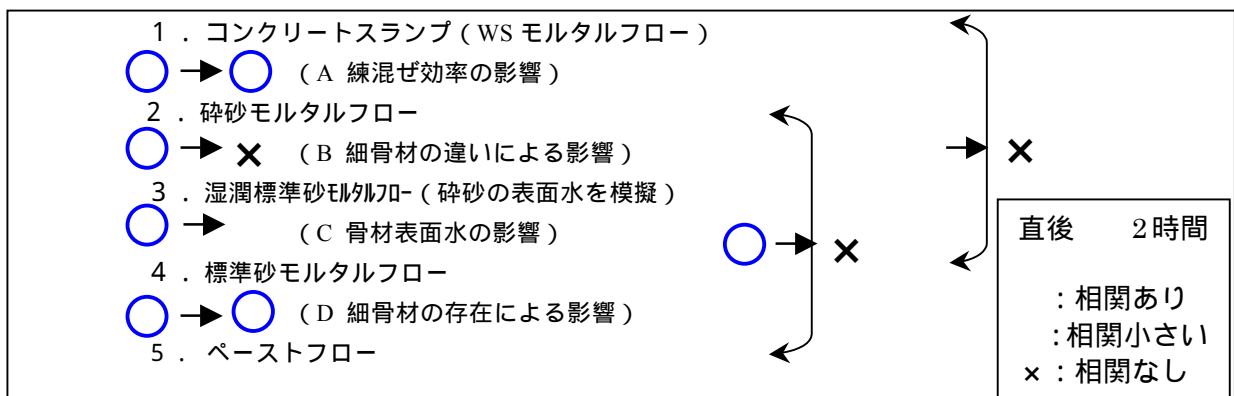 1．コンクリートスランプ（WS モルタルフロー）
（A 練混ぜ効率の影響）
2．砕砂モルタルフロー
× （B 細骨材の違いによる影響）
×
3．湿潤標準砂ﾓﾙﾀﾙﾌﾛｰ（砕砂の表面水を模擬）
（C 骨材表面水の影響）
×
4．標準砂モルタルフロー
（D 細骨材の存在による影響）
5．ペーストフロー
直後 2時間
：相関あり
：相関小さい
×：相関なし